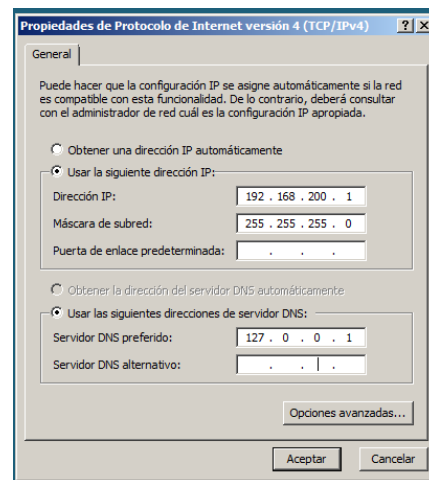 Propiedades de Protocolo de Internet versión 4 (TCP/IPv4)
General
Puede hacer que la configuración IP se asigne automáticamente si la red
es compatible con esta funcionalidad. De lo contrario, deberá consultar
con el administrador de red cuál es la configuración IP apropiada.
Obtener una dirección IP automáticamente
Usar la siguiente dirección IP:
Dirección IP: 192 . 168 . 200 . 1
Máscara de subred: 255 . 255 . 255 . 0
Puerta de enlace predeterminada: . . .
Obtener la dirección del servidor DNS automáticamente
Usar las siguientes direcciones de servidor DNS:
Servidor DNS preferido: 127 . 0 . 0 . 1
Servidor DNS alternativo: . . .
Opciones avanzadas...
Aceptar Cancelar